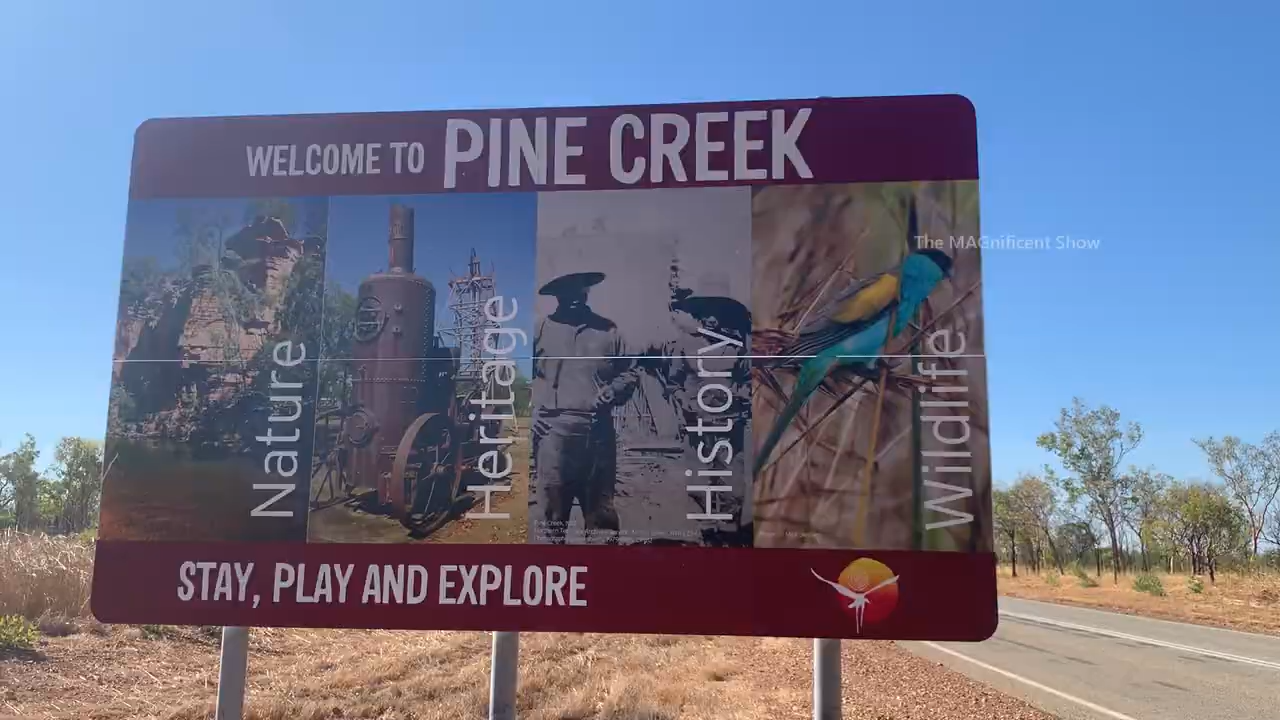 WELCOME TO PINE CREEK
The MAGnificent Show
Nature
Heritage
History
Wildlife
STAY, PLAY AND EXPLORE